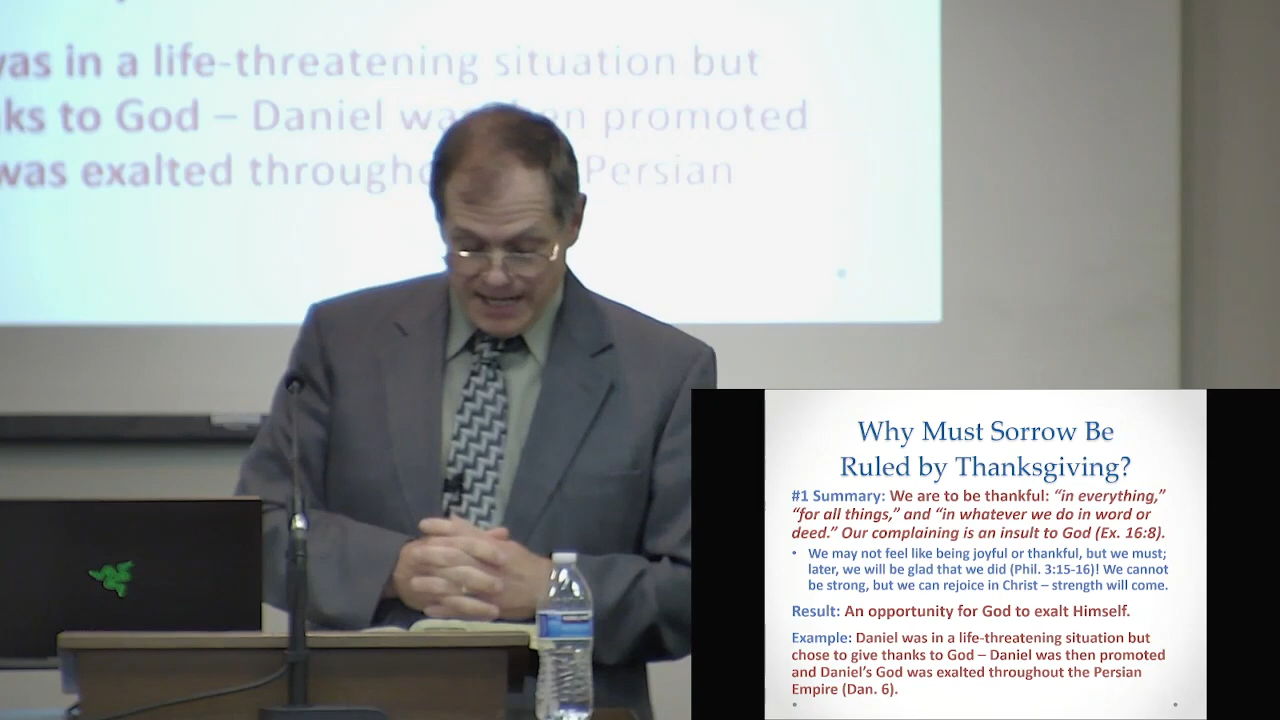 was in a life-threatening situation but
ks to God – Daniel was then promoted
was exalted throughout Persian
Why Must Sorrow Be
Ruled by Thanksgiving?
#1 Summary: We are to be thankful: “in everything,”
“for all things,” and “in whatever we do in word or
deed.” Our complaining is an insult to God (Ex. 16:8).
• We may not feel like being joyful or thankful, but we must;
later, we will be glad that we did (Phil. 3:15-16)! We cannot
be strong, but we can rejoice in Christ – strength will come.
Result: An opportunity for God to exalt Himself.
Example: Daniel was in a life-threatening situation but
chose to give thanks to God – Daniel was then promoted
and Daniel’s God was exalted throughout the Persian
Empire (Dan. 6).